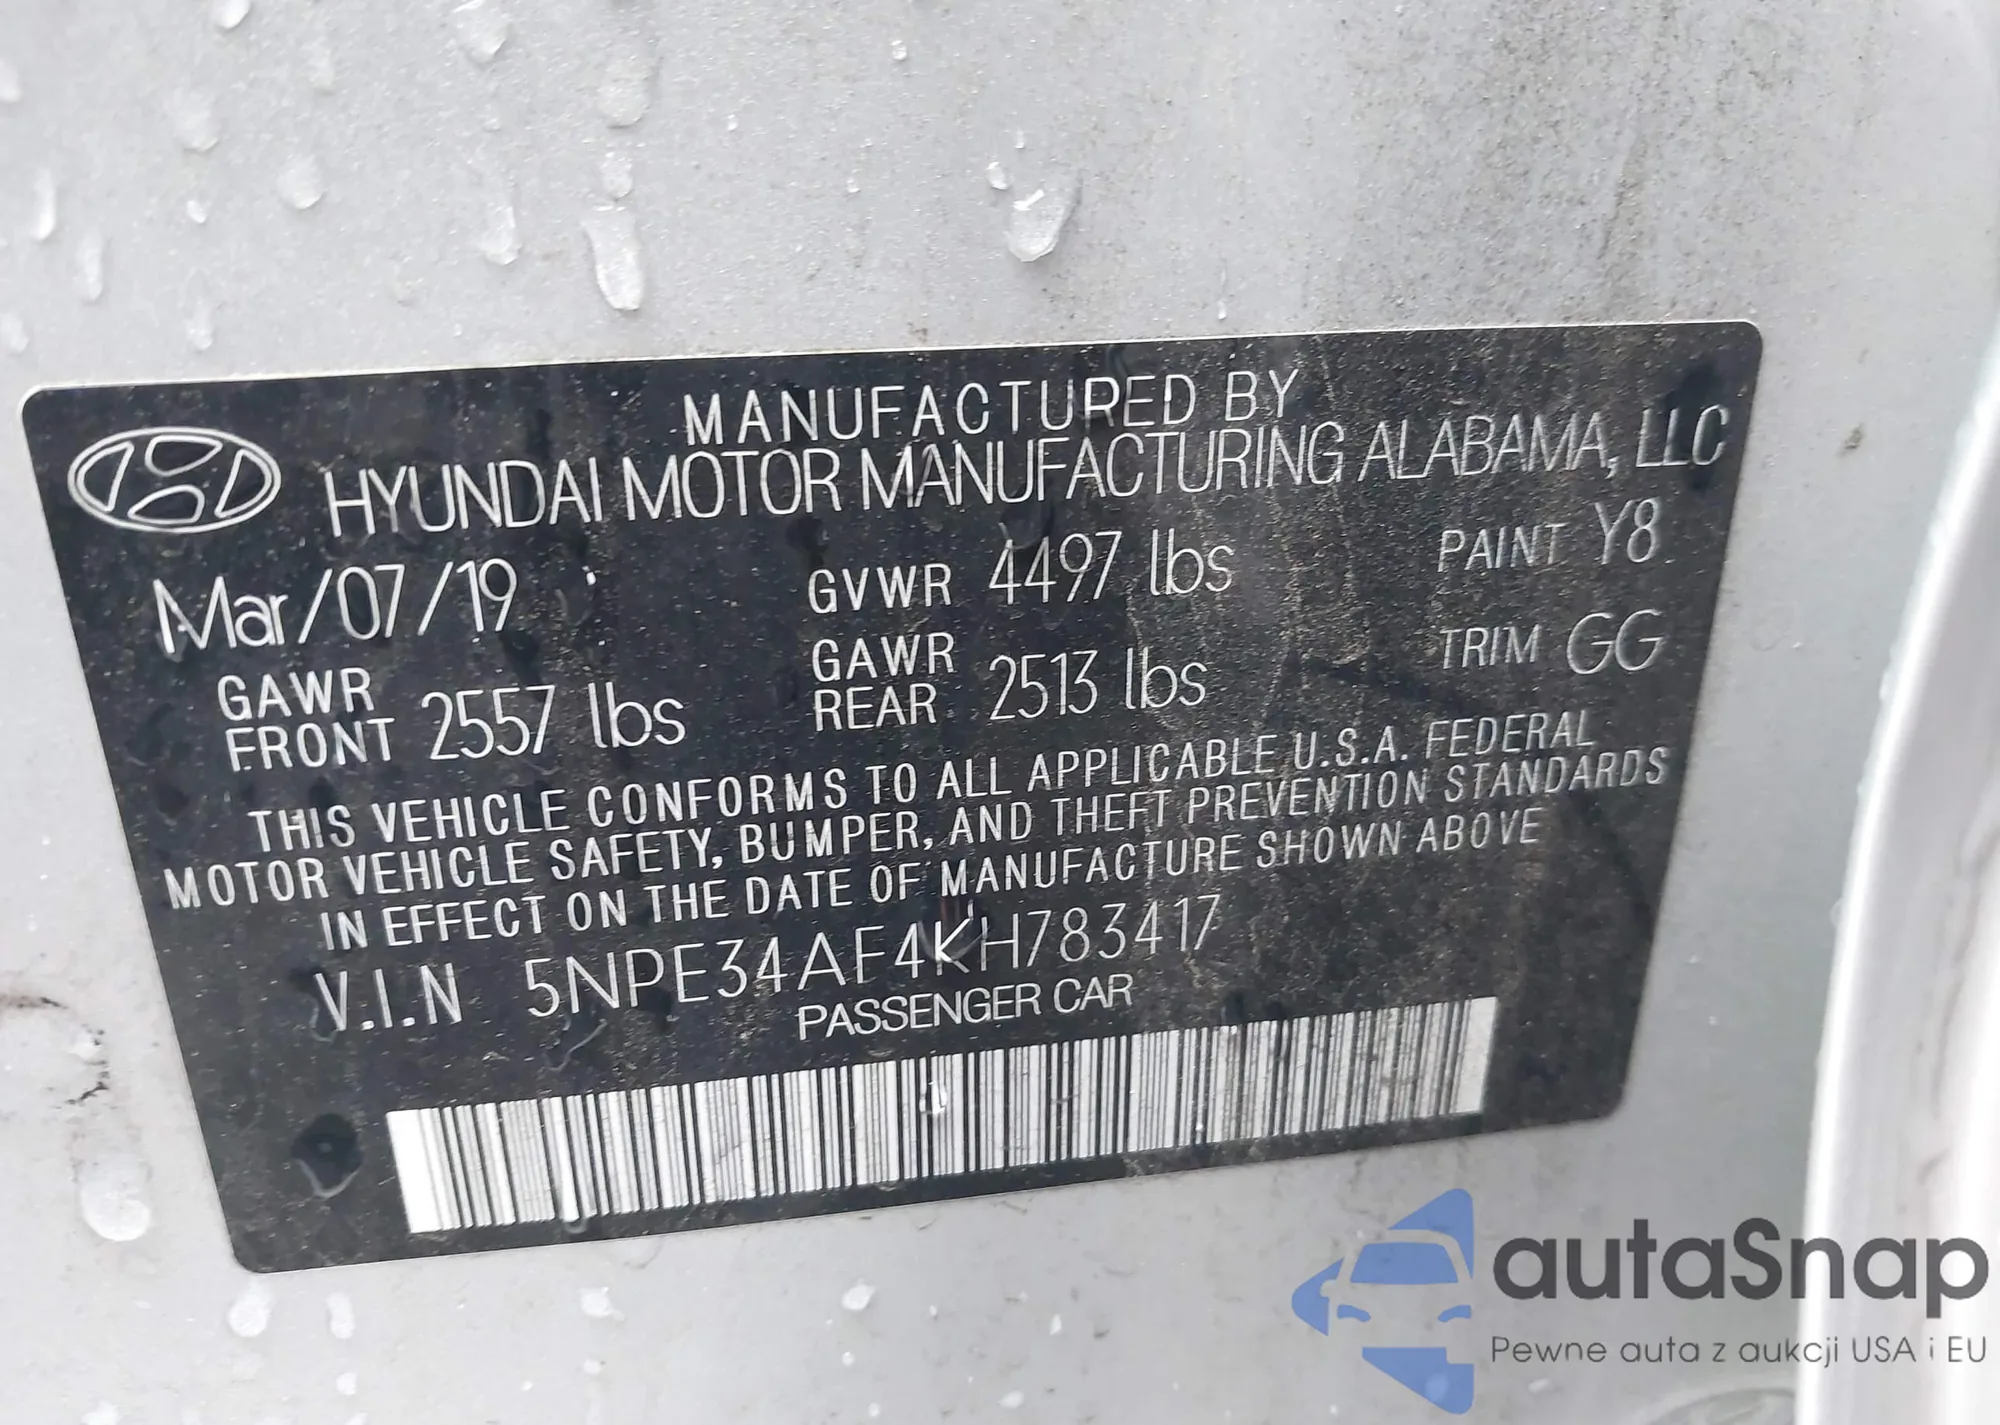 MANUFACTURED BY
HYUNDAI MOTOR MANUFACTURING ALABAMA, LLC
Mar/07/19 GVWR 4497 lbs PAINT Y8
GAWR FRONT 2557 lbs GAWR REAR 2513 lbs TRIM GG
THIS VEHICLE CONFORMS TO ALL APPLICABLE U.S.A. FEDERAL
MOTOR VEHICLE SAFETY, BUMPER, AND THEFT PREVENTION STANDARDS
IN EFFECT ON THE DATE OF MANUFACTURE SHOWN ABOVE
V.I.N 5NPE34AF4KH783417
PASSENGER CAR
autaSnap
Pewne auta z aukcji USA i EU